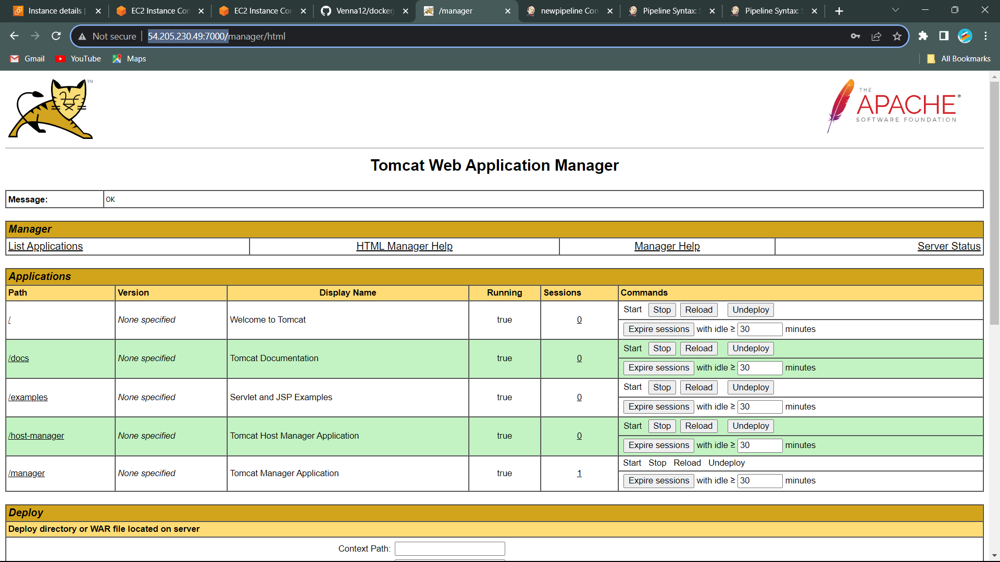 Instance details
EC2 Instance Con
EC2 Instance Con
Venna12/dockerj
/manager
newpipeline Con
Pipeline Syntax: S
Pipeline Syntax: S
Not secure
54.205.230.49:7000/manager/html
Gmail
YouTube
Maps
All Bookmarks
TM
THE
APACHE®
SOFTWARE FOUNDATION
Tomcat Web Application Manager
Message: OK
Manager
List Applications HTML Manager Help Manager Help Server Status
Applications
Path Version Display Name Running Sessions Commands
/ None specified Welcome to Tomcat true 0
Start Stop Reload Undeploy
Expire sessions with idle ≥ 30 minutes
/docs None specified Tomcat Documentation true 0
Start Stop Reload Undeploy
Expire sessions with idle ≥ 30 minutes
/examples None specified Servlet and JSP Examples true 0
Start Stop Reload Undeploy
Expire sessions with idle ≥ 30 minutes
/host-manager None specified Tomcat Host Manager Application true 0
Start Stop Reload Undeploy
Expire sessions with idle ≥ 30 minutes
/manager None specified Tomcat Manager Application true 1
Start Stop Reload Undeploy
Expire sessions with idle ≥ 30 minutes
Deploy
Deploy directory or WAR file located on server
Context Path: